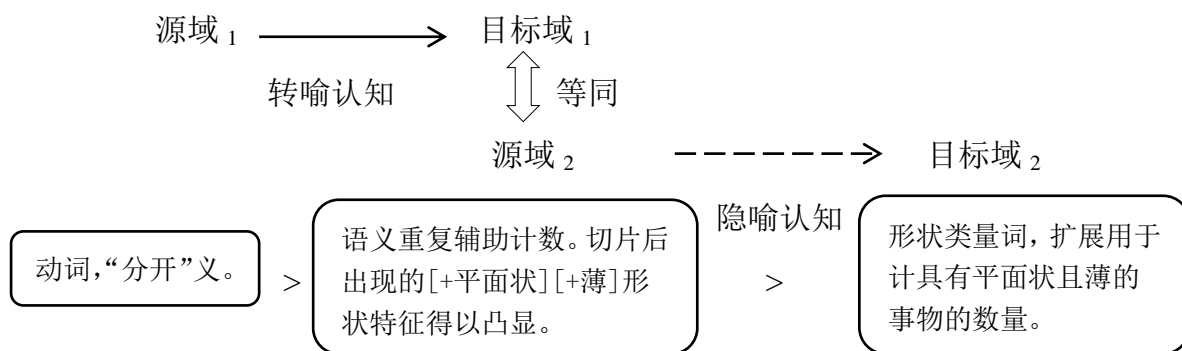 源域 1 目标域 1
转喻认知 等同
源域 2 目标域 2
隐喻认知
动词,“分开”义。
>
语义重复辅助计数。切片后
出现的[+平面状][+薄]形
状特征得以凸显。
>
形状类量词, 扩展用于
计具有平面状且薄的
事物的数量。